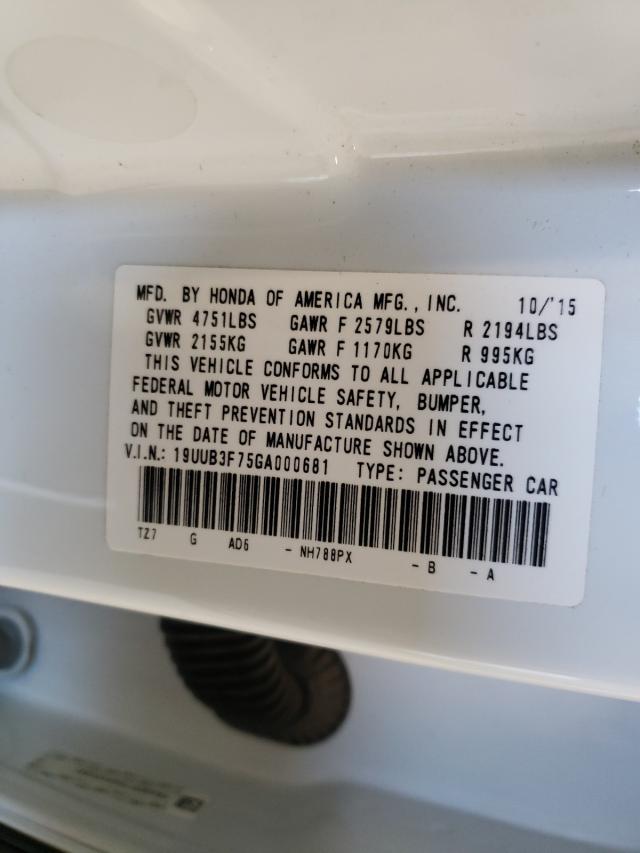 MFD. BY HONDA OF AMERICA MFG., INC. 10/'15
GVWR 4751LBS GAWR F 2579LBS R 2194LBS
GVWR 2155KG GAWR F 1170KG R 995KG
THIS VEHICLE CONFORMS TO ALL APPLICABLE
FEDERAL MOTOR VEHICLE SAFETY, BUMPER,
AND THEFT PREVENTION STANDARDS IN EFFECT
ON THE DATE OF MANUFACTURE SHOWN ABOVE.
V.I.N.: 19UUB3F75GA000681 TYPE: PASSENGER CAR
TZ7 G AD6 - NH788PX - B - A